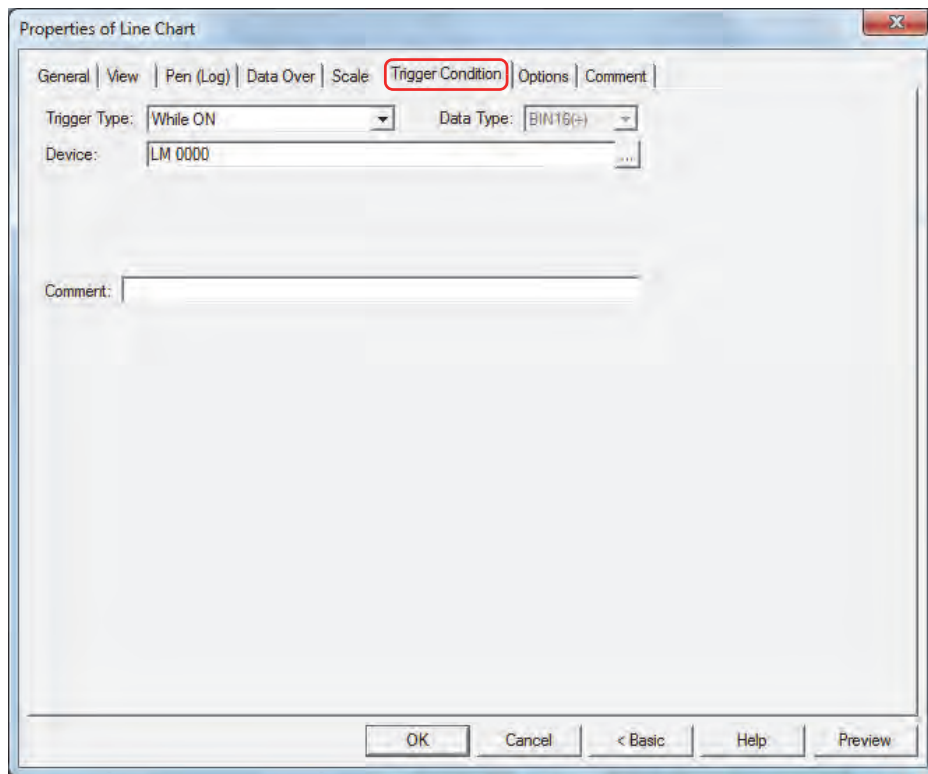 Properties of Line Chart
General View Pen (Log) Data Over Scale Trigger Condition Options Comment
Trigger Type: While ON Data Type: BIN16(+)
Device: LM 0000 ...
Comment:
OK Cancel < Basic Help Preview